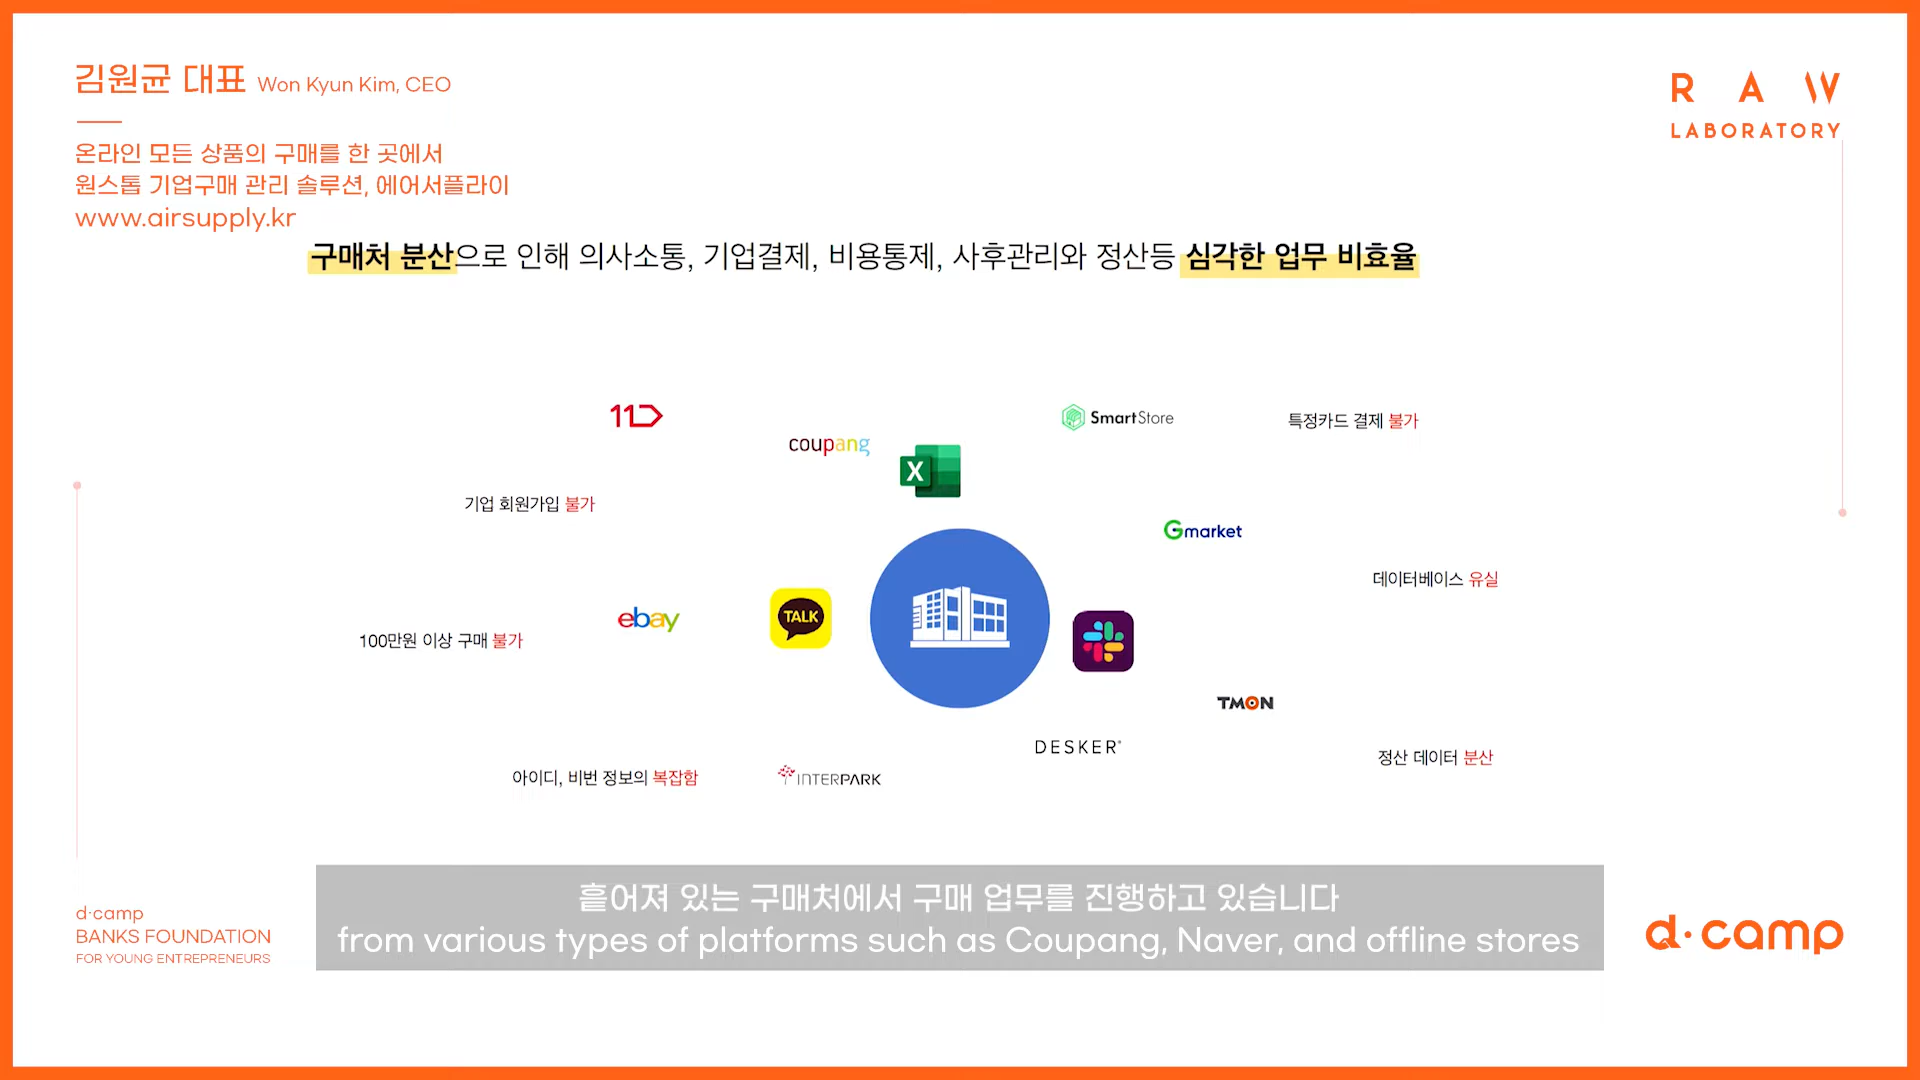 김원균 대표 Won Kyun Kim, CEO
온라인 모든 상품의 구매를 한 곳에서
원스톱 기업구매 관리 솔루션, 에어서플라이
www.airsupply.kr
RAW
LABORATORY
구매처 분산으로 인해 의사소통, 기업결제, 비용통제, 사후관리와 정산등 심각한 업무 비효율
11
coupang
X
SmartStore
특정카드 결제 불가
기업 회원가입 불가
Gmarket
데이터베이스 유실
ebay
TALK
100만원 이상 구매 불가
TMON
DESKER
정산 데이터 분산
아이디, 비번 정보의 복잡함
INTERPARK
흩어져 있는 구매처에서 구매 업무를 진행하고 있습니다
from various types of platforms such as Coupang, Naver, and offline stores
d·camp
BANKS FOUNDATION
FOR YOUNG ENTREPRENEURS
d·camp